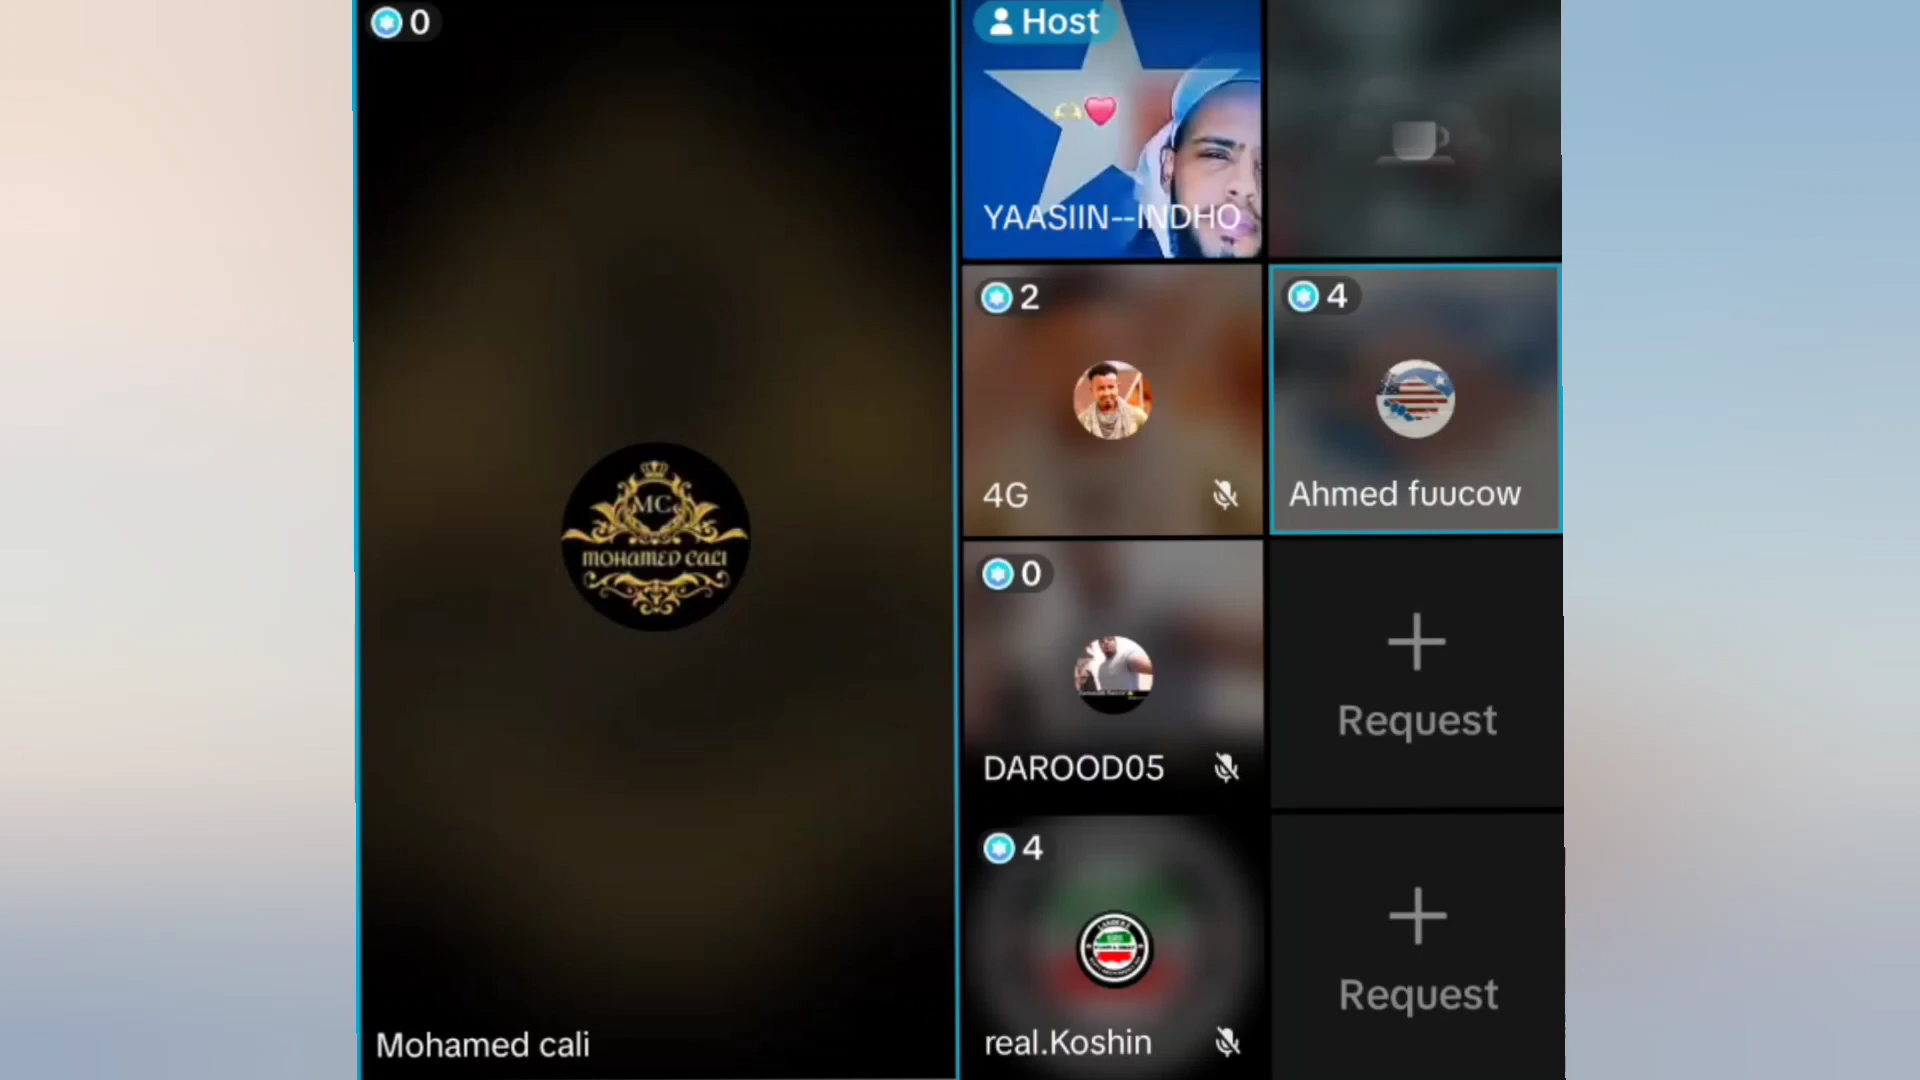 0
MC
MOHAMED CALI
Mohamed cali
Host
YAASIIN--INDHO
2
4G
4
Ahmed fuucow
0
DAROOD05
Request
4
real.Koshin
Request